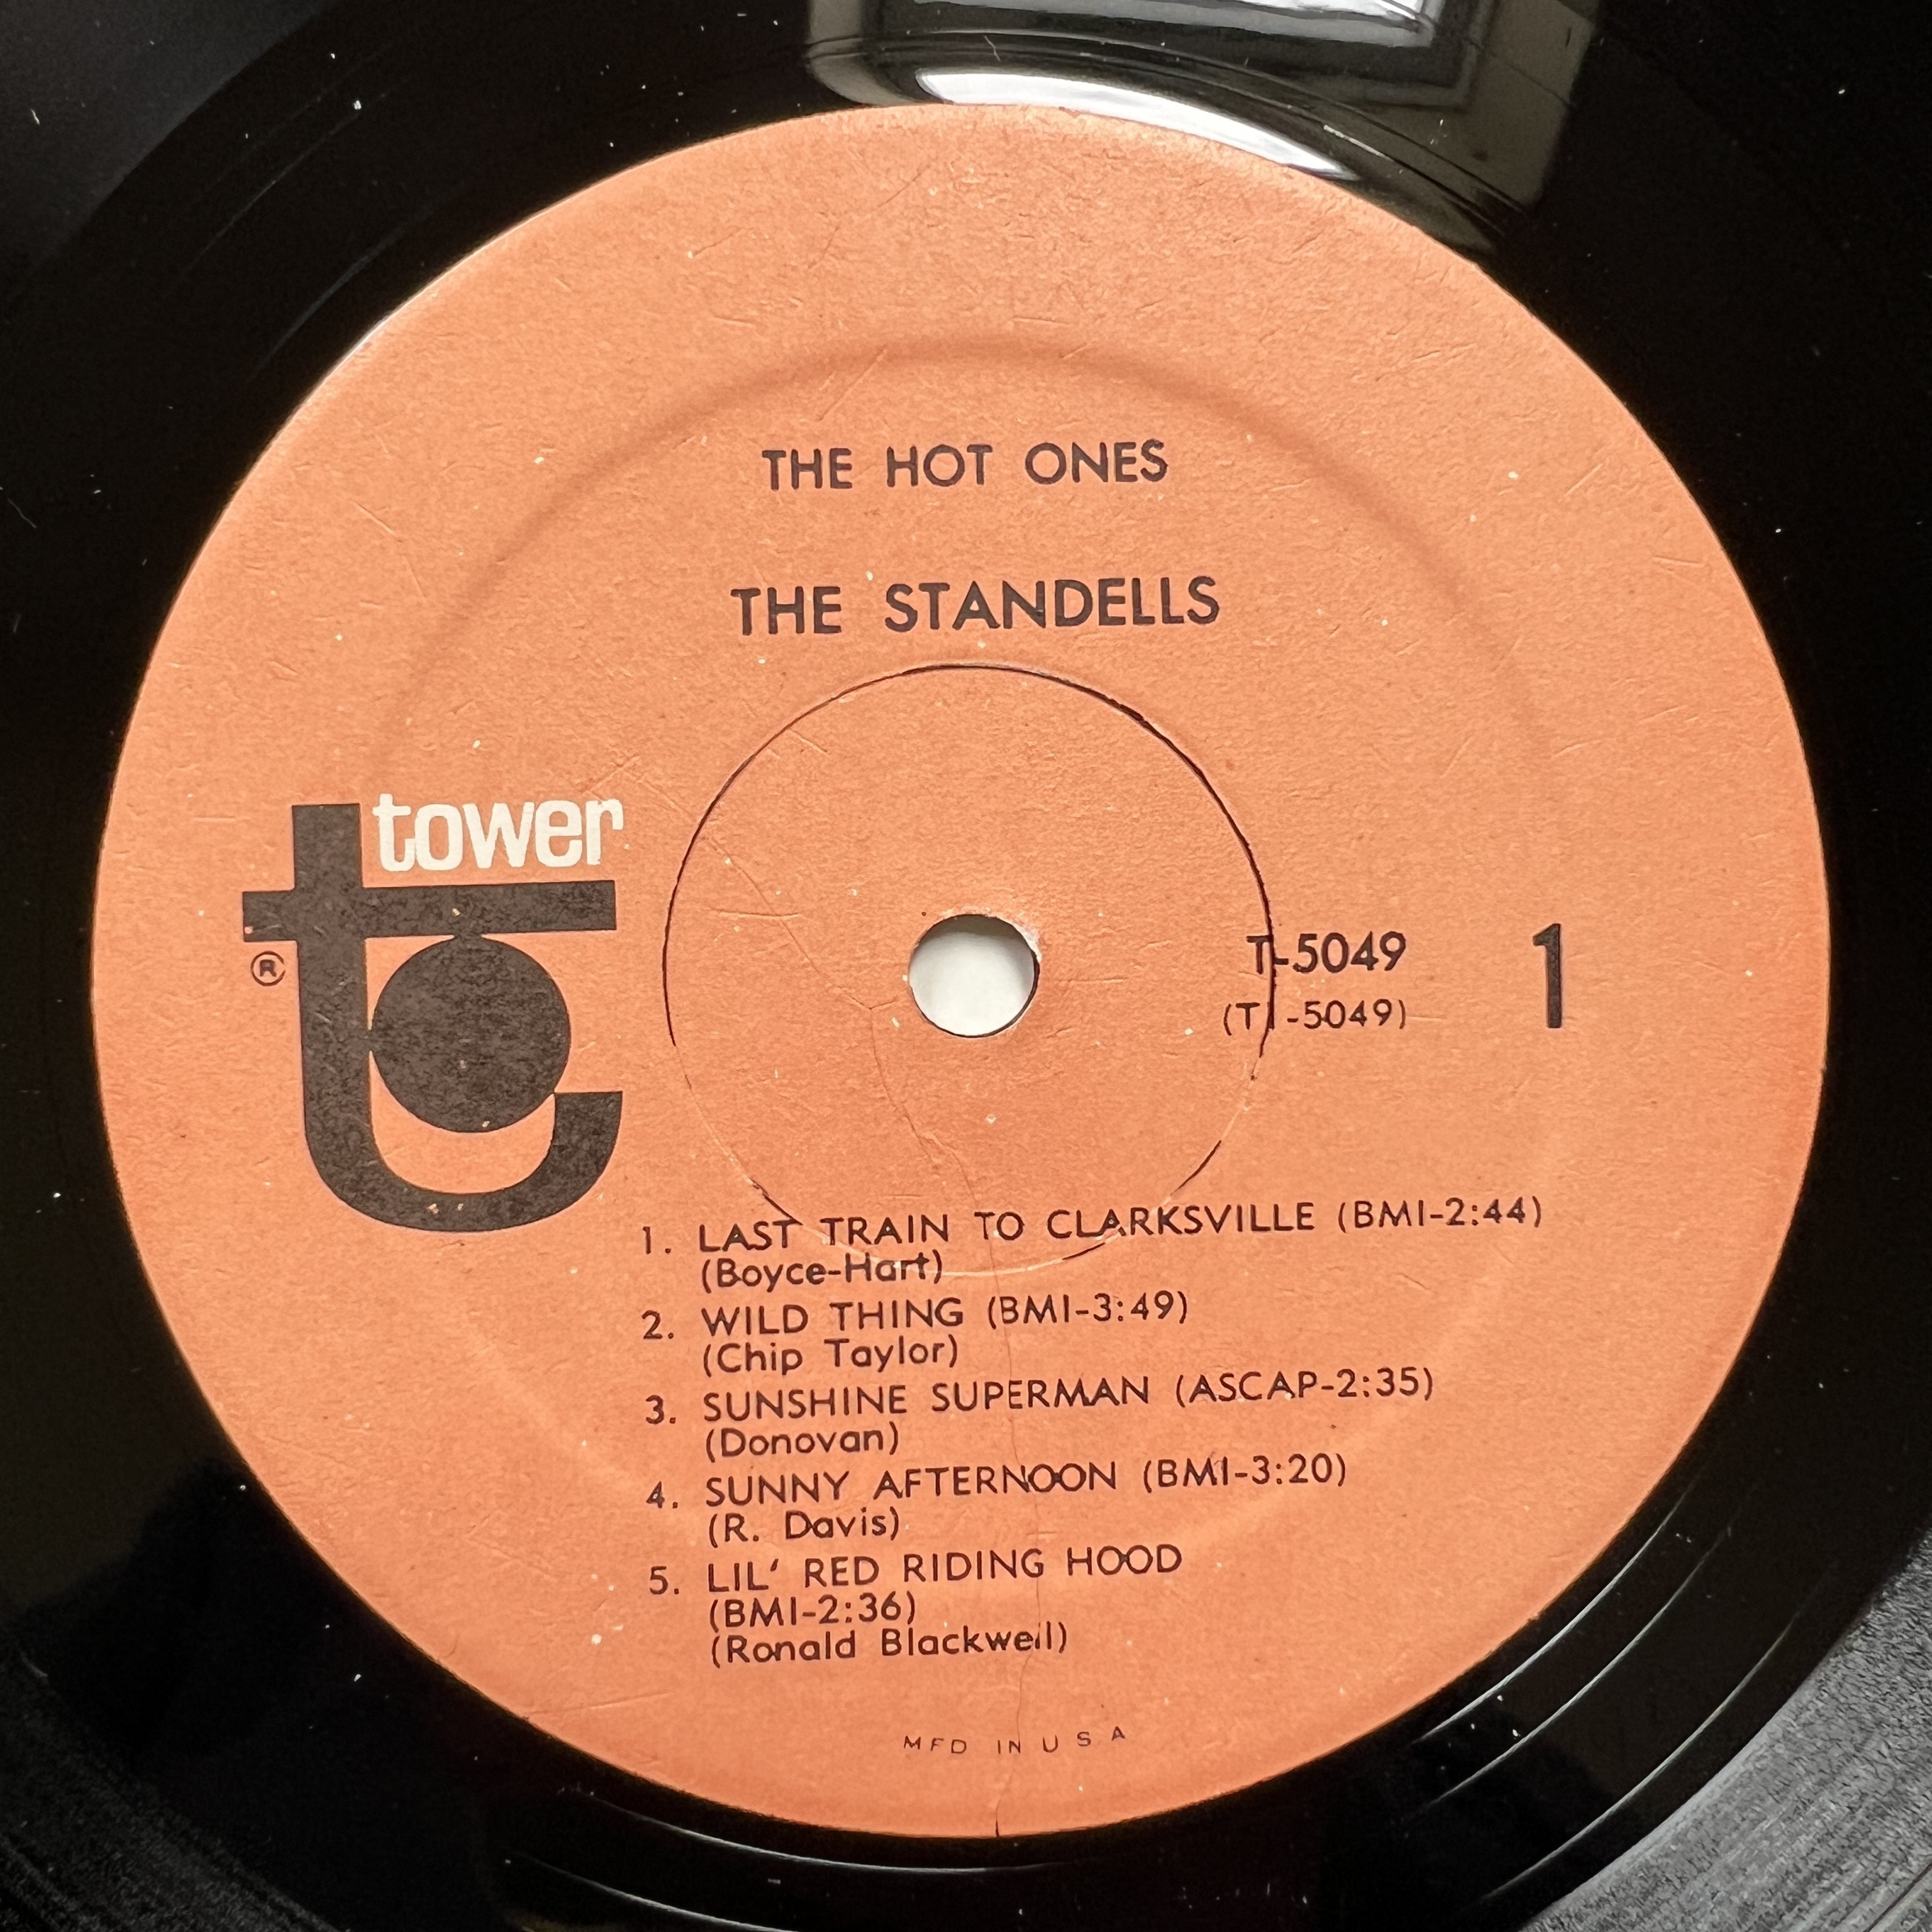 THE HOT ONES
THE STANDELLS
tower
®
T-5049
(T1-5049)
1
1. LAST TRAIN TO CLARKSVILLE (BMI-2:44)
(Boyce-Hart)
2. WILD THING (BMI-3:49)
(Chip Taylor)
3. SUNSHINE SUPERMAN (ASCAP-2:35)
(Donovan)
4. SUNNY AFTERNOON (BMI-3:20)
(R. Davis)
5. LIL' RED RIDING HOOD
(BMI-2:36)
(Ronald Blackwell)
MFD IN U S A